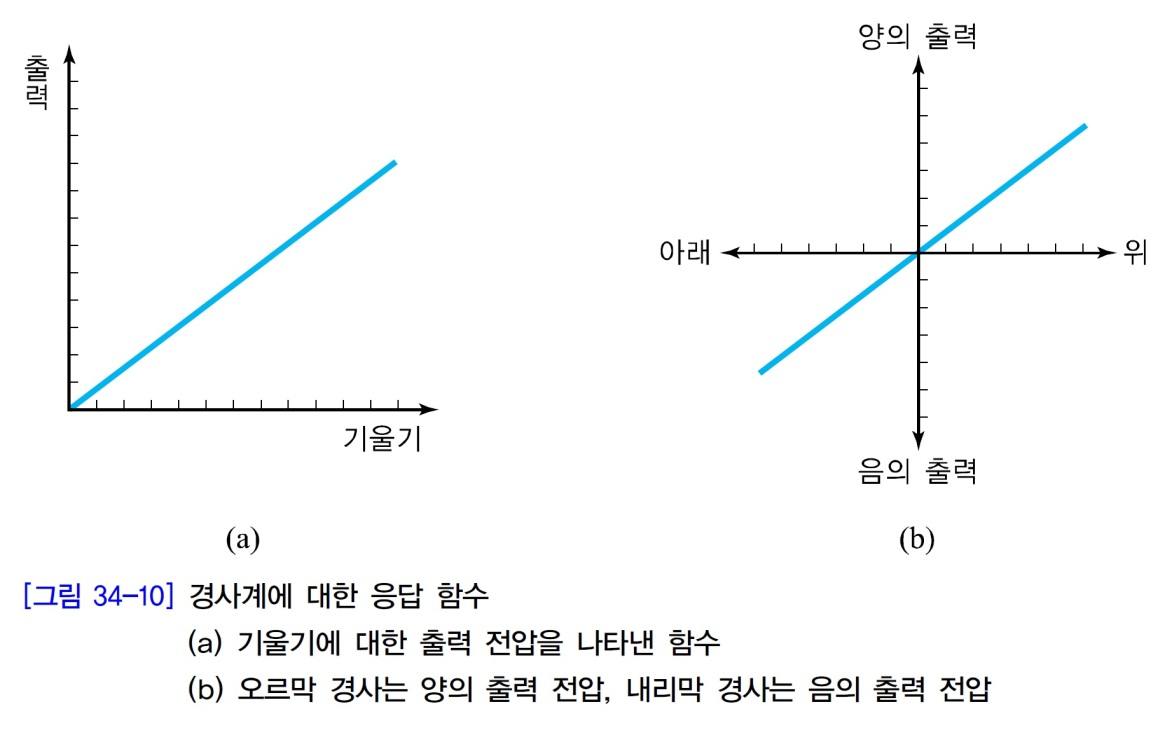 출력
기울기
(a)
양의 출력
아래
위
음의 출력
(b)
[그림 34-10] 경사계에 대한 응답 함수
(a) 기울기에 대한 출력 전압을 나타낸 함수
(b) 오르막 경사는 양의 출력 전압, 내리막 경사는 음의 출력 전압